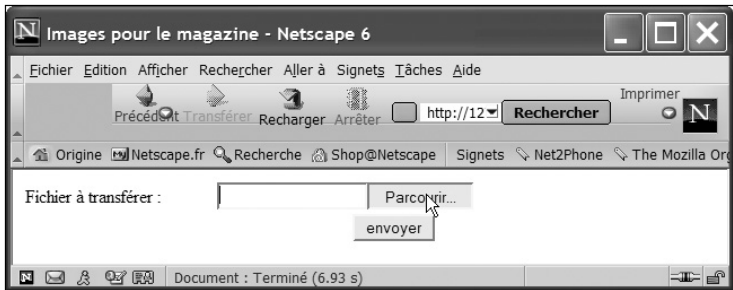 N Images pour le magazine - Netscape 6
Fichier Edition Afficher Rechercher Aller à Signets Tâches Aide
Précédent Transférer Recharger Arrêter http://12 Rechercher Imprimer N
Origine Netscape.fr Recherche Shop@Netscape Signets Net2Phone The Mozilla Org
Fichier à transférer : Parcourir...
envoyer
N Document : Terminé (6.93 s)